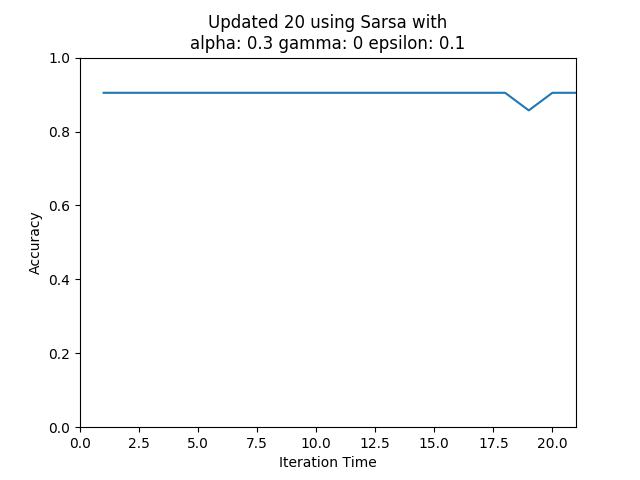 Updated 20 using Sarsa with
alpha: 0.3 gamma: 0 epsilon: 0.1
1.0
0.8
0.6
0.4
0.2
0.0
Accuracy
0.0 2.5 5.0 7.5 10.0 12.5 15.0 17.5 20.0
Iteration Time